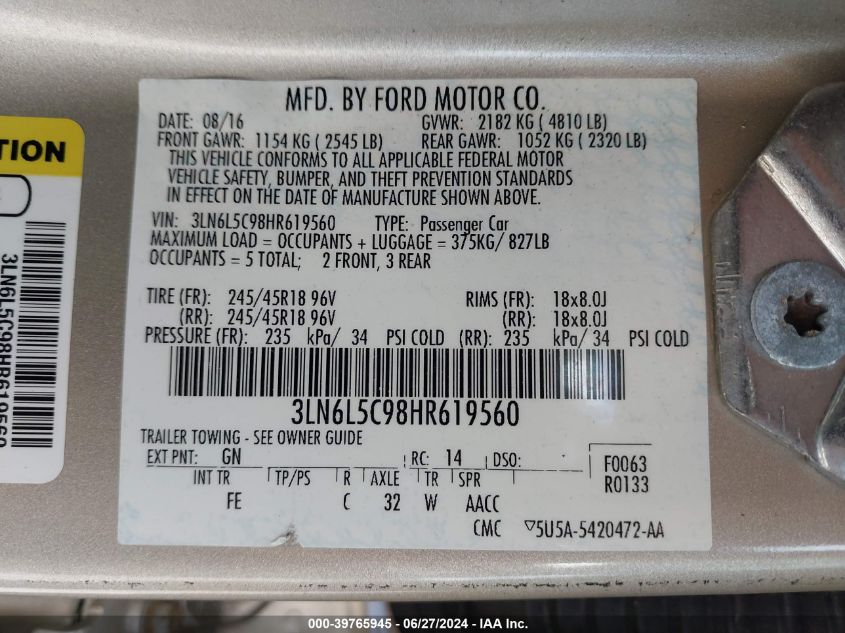 MFD. BY FORD MOTOR CO.
DATE: 08/16 GVWR: 2182 KG ( 4810 LB)
FRONT GAWR: 1154 KG ( 2545 LB) REAR GAWR: 1052 KG ( 2320 LB)
THIS VEHICLE CONFORMS TO ALL APPLICABLE FEDERAL MOTOR
VEHICLE SAFETY, BUMPER, AND THEFT PREVENTION STANDARDS
IN EFFECT ON THE DATE OF MANUFACTURE SHOWN ABOVE.
VIN: 3LN6L5C98HR619560 TYPE: Passenger Car
MAXIMUM LOAD = OCCUPANTS + LUGGAGE = 375KG/ 827LB
OCCUPANTS = 5 TOTAL; 2 FRONT, 3 REAR
TIRE (FR): 245/45R18 96V RIMS (FR): 18x8.0J
(RR): 245/45R18 96V (RR): 18x8.0J
PRESSURE (FR): 235 kPa/ 34 PSI COLD (RR): 235 kPa/ 34 PSI COLD
3LN6L5C98HR619560
TRAILER TOWING - SEE OWNER GUIDE
EXT PNT: GN RC: 14 DSO: F0063
INT TR TP/PS R AXLE TR SPR R0133
FE C 32 W AACC
CMC ▽5U5A-5420472-AA
TION
3LN6L5C98HR619560
000-39765945 - 06/27/2024 - IAA Inc.